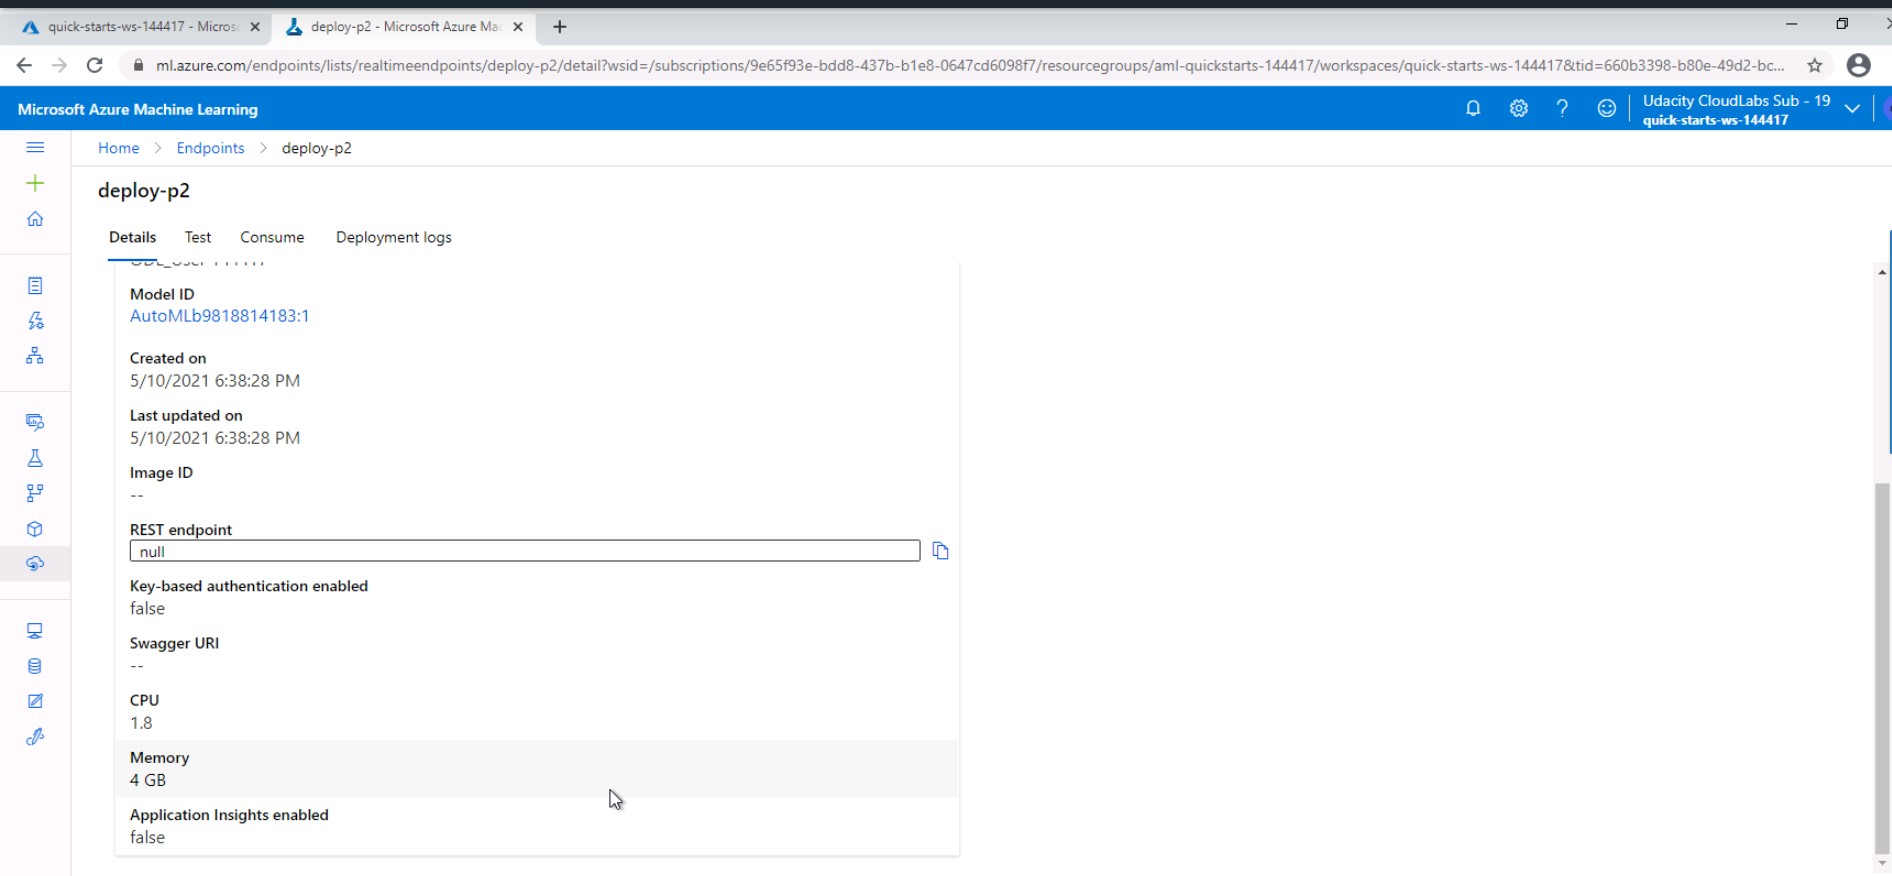 quick-starts-ws-144417 - Micros
deploy-p2 - Microsoft Azure Mac
ml.azure.com/endpoints/lists/realtimeendpoints/deploy-p2/detail?wsid=/subscriptions/9e65f93e-bdd8-437b-b1e8-0647cd6098f7/resourcegroups/aml-quickstarts-144417/workspaces/quick-starts-ws-144417&tid=660b3398-b80e-49d2-bc...
Microsoft Azure Machine Learning
Udacity CloudLabs Sub - 19
quick-starts-ws-144417
Home > Endpoints > deploy-p2
deploy-p2
Details Test Consume Deployment logs
Model ID
AutoMLb9818814183:1
Created on
5/10/2021 6:38:28 PM
Last updated on
5/10/2021 6:38:28 PM
Image ID
--
REST endpoint
null
Key-based authentication enabled
false
Swagger URI
--
CPU
1.8
Memory
4 GB
Application Insights enabled
false